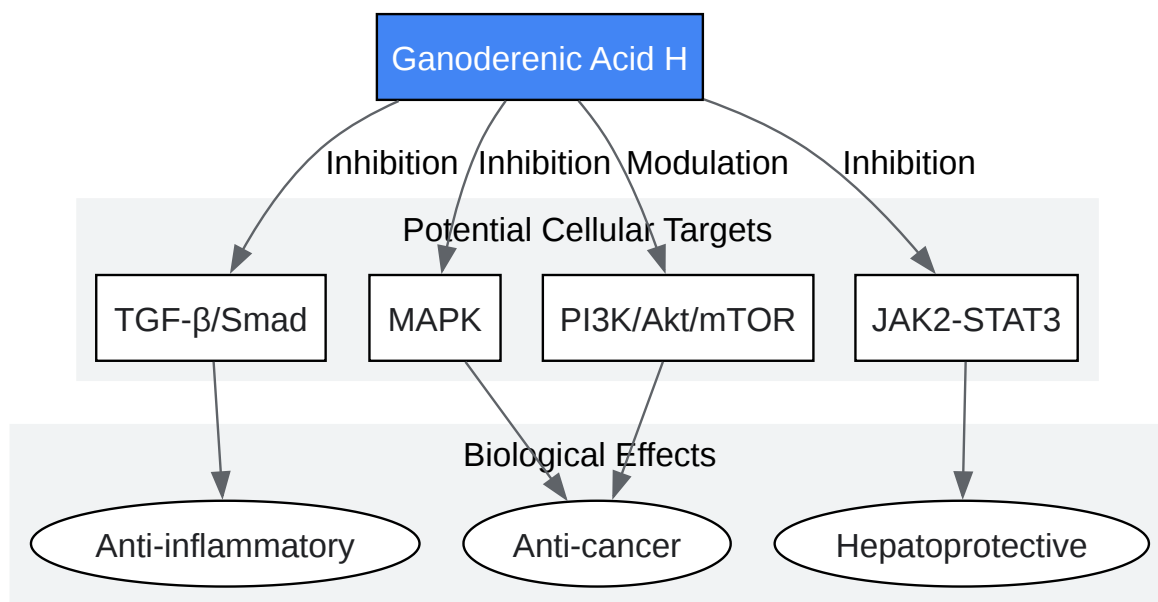 Ganoderenic Acid H
Inhibition
Inhibition
Modulation
Inhibition
Potential Cellular Targets
TGF-β/Smad
MAPK
PI3K/Akt/mTOR
JAK2-STAT3
Biological Effects
Anti-inflammatory
Anti-cancer
Hepatoprotective